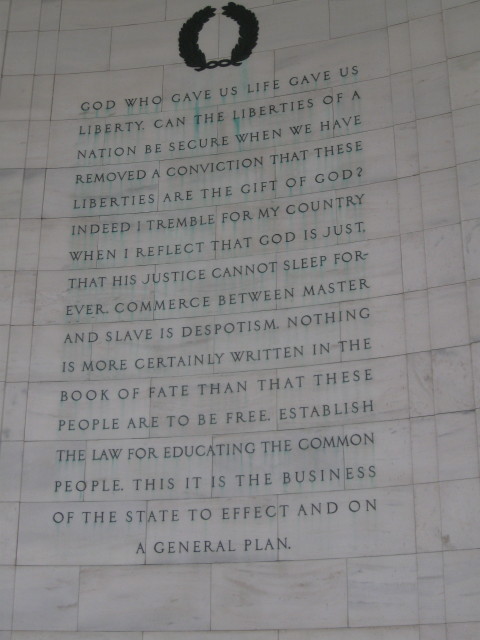 GOD WHO GAVE US LIFE GAVE US
LIBERTY. CAN THE LIBERTIES OF A
NATION BE SECURE WHEN WE HAVE
REMOVED A CONVICTION THAT THESE
LIBERTIES ARE THE GIFT OF GOD?
INDEED I TREMBLE FOR MY COUNTRY
WHEN I REFLECT THAT GOD IS JUST,
THAT HIS JUSTICE CANNOT SLEEP FOR-
EVER. COMMERCE BETWEEN MASTER
AND SLAVE IS DESPOTISM. NOTHING
IS MORE CERTAINLY WRITTEN IN THE
BOOK OF FATE THAN THAT THESE
PEOPLE ARE TO BE FREE. ESTABLISH
THE LAW FOR EDUCATING THE COMMON
PEOPLE. THIS IT IS THE BUSINESS
OF THE STATE TO EFFECT AND ON
A GENERAL PLAN.